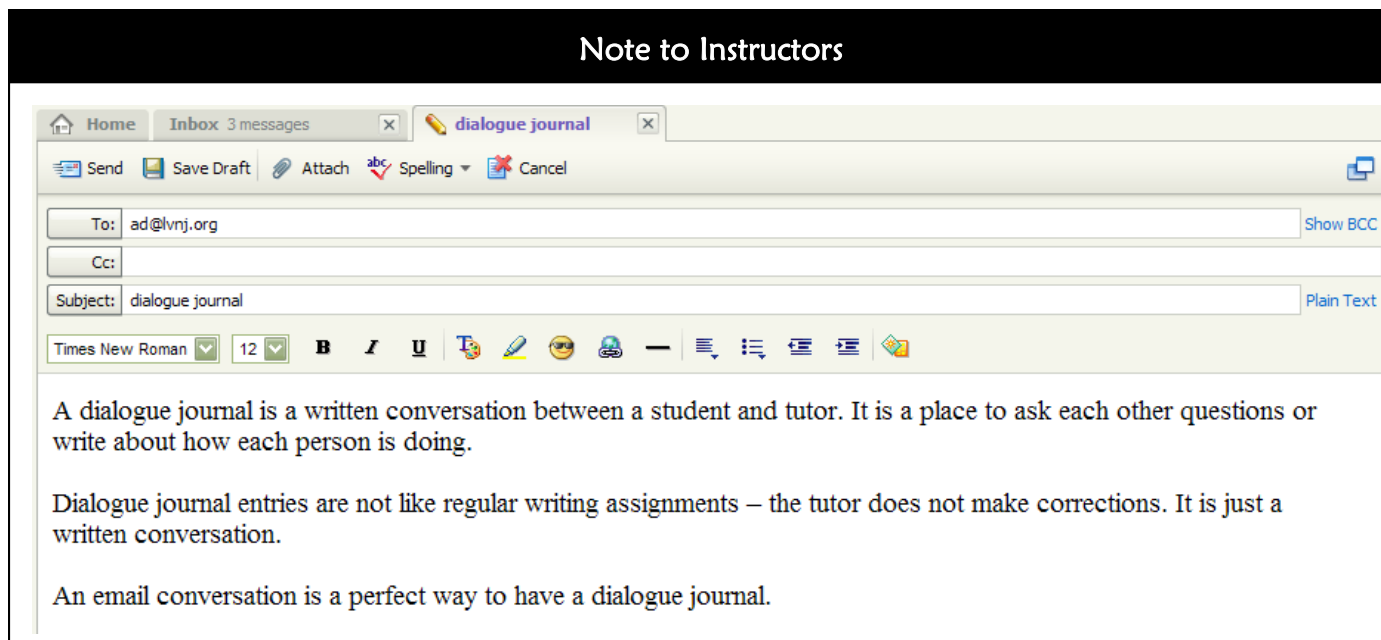 Note to Instructors
Home Inbox 3 messages dialogue journal
Send Save Draft Attach abc Spelling Cancel
To: ad@lvnj.org Show BCC
Cc:
Subject: dialogue journal Plain Text
Times New Roman 12 B I U
A dialogue journal is a written conversation between a student and tutor. It is a place to ask each other questions or
write about how each person is doing.
Dialogue journal entries are not like regular writing assignments – the tutor does not make corrections. It is just a
written conversation.
An email conversation is a perfect way to have a dialogue journal.